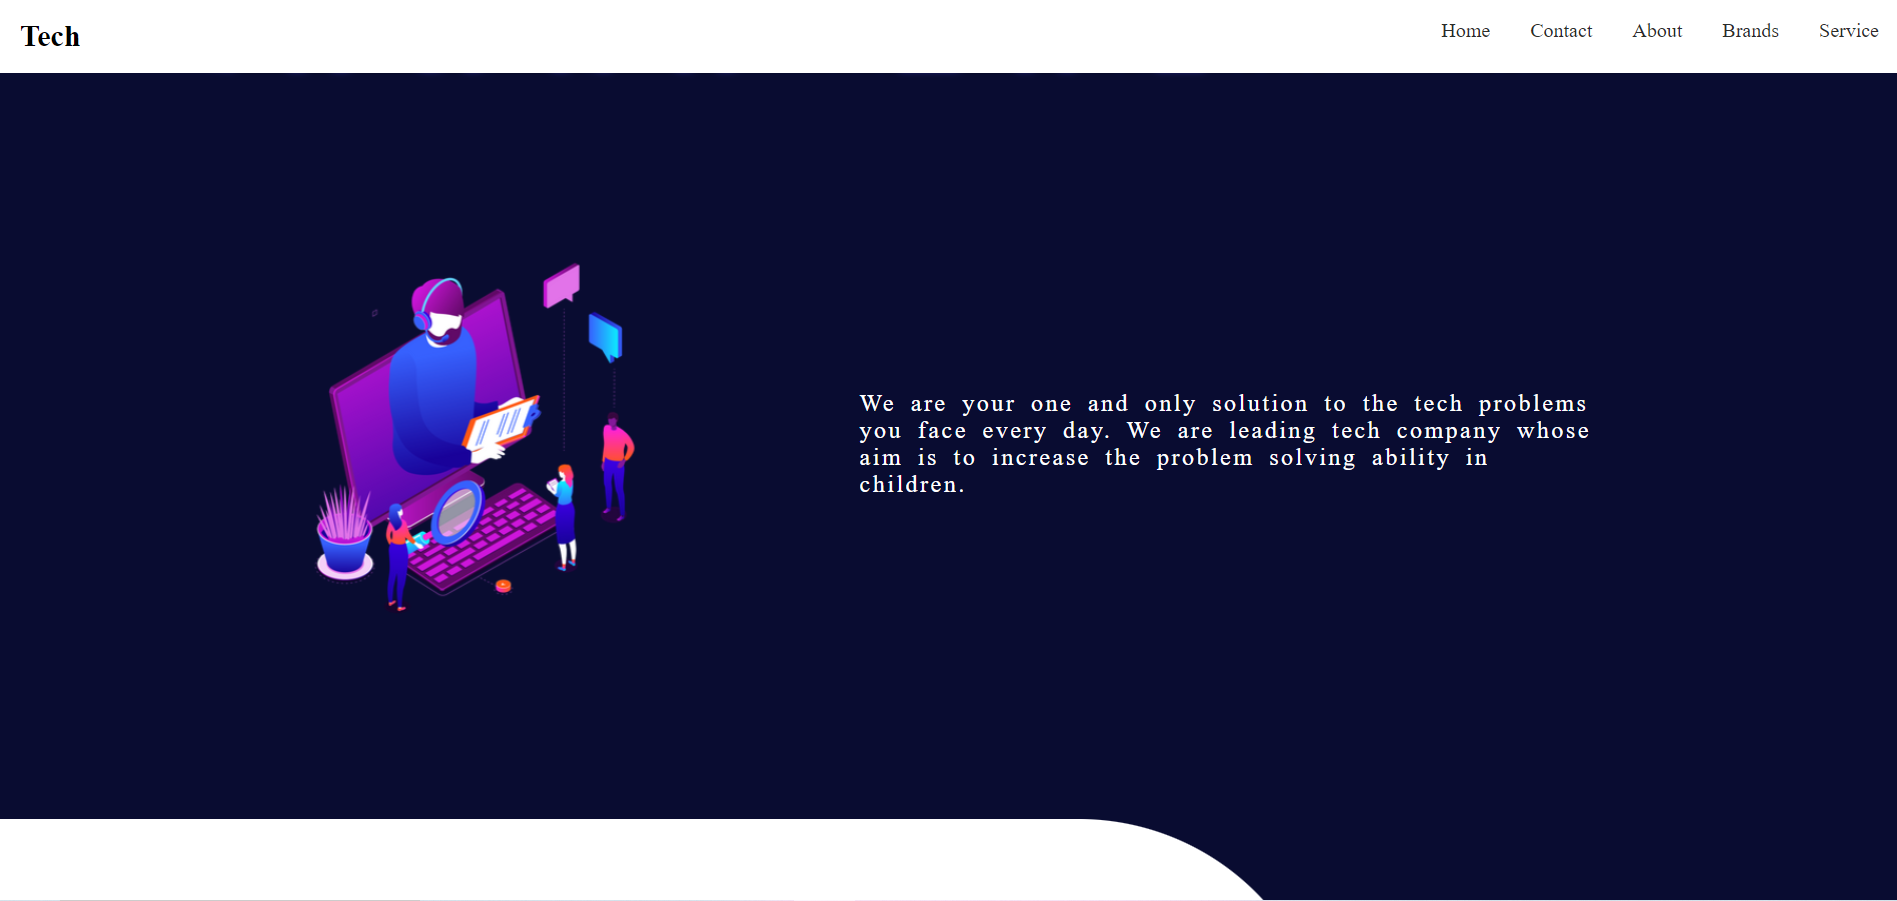 Tech
Home Contact About Brands Service
We are your one and only solution to the tech problems
you face every day. We are leading tech company whose
aim is to increase the problem solving ability in
children.